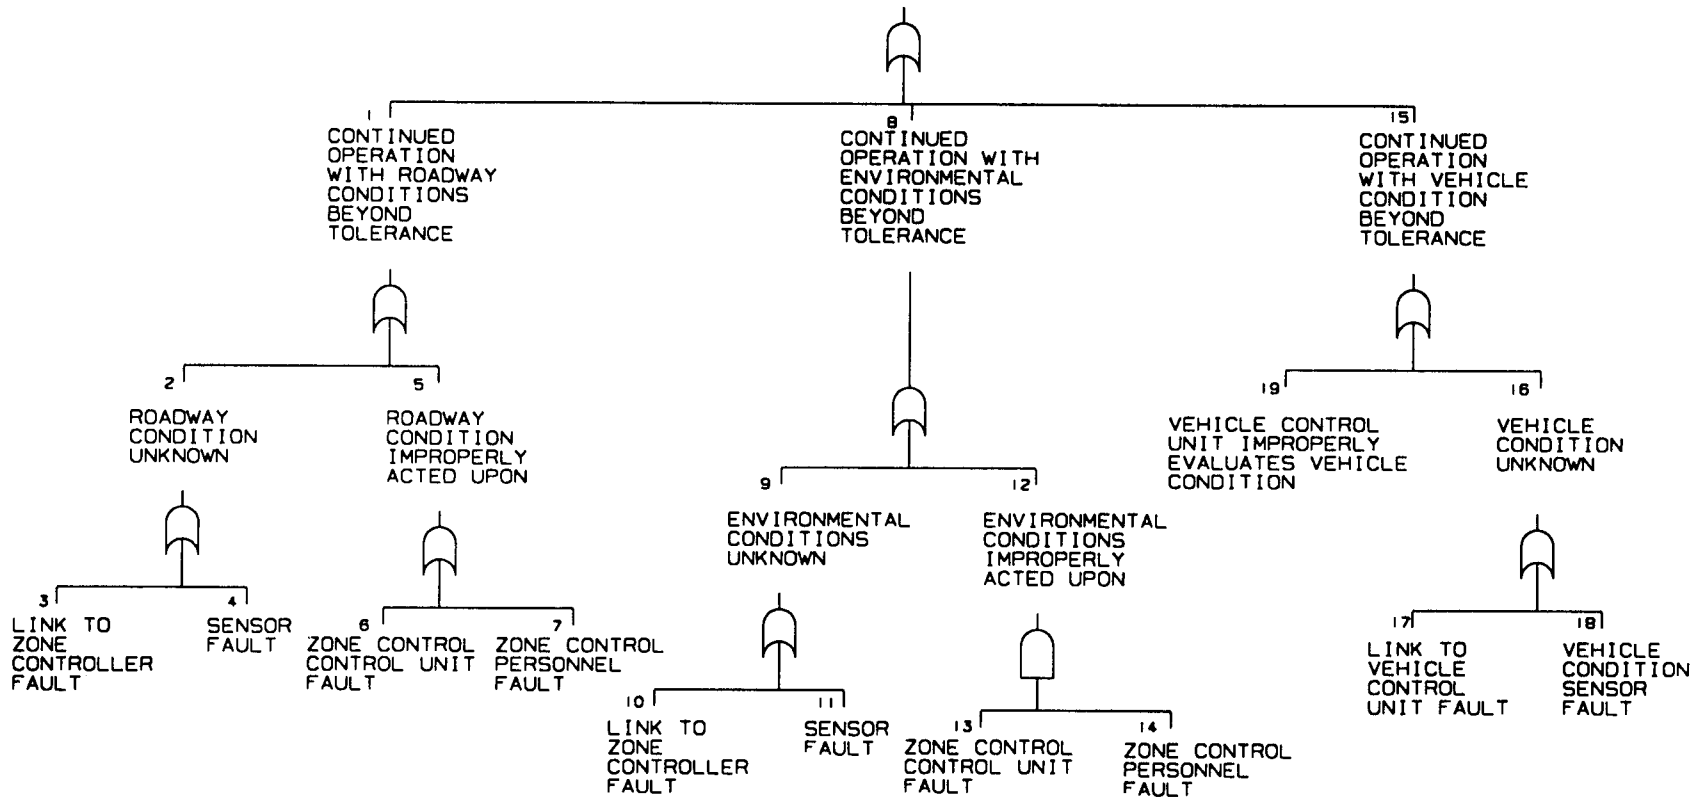 1
CONTINUED
OPERATION
WITH ROADWAY
CONDITIONS
BEYOND
TOLERANCE
8
CONTINUED
OPERATION WITH
ENVIRONMENTAL
CONDITIONS
BEYOND
TOLERANCE
15
CONTINUED
OPERATION
WITH VEHICLE
CONDITION
BEYOND
TOLERANCE
2
ROADWAY
CONDITION
UNKNOWN
5
ROADWAY
CONDITION
IMPROPERLY
ACTED UPON
9
ENVIRONMENTAL
CONDITIONS
UNKNOWN
12
ENVIRONMENTAL
CONDITIONS
IMPROPERLY
ACTED UPON
19
VEHICLE CONTROL
UNIT IMPROPERLY
EVALUATES VEHICLE
CONDITION
16
VEHICLE
CONDITION
UNKNOWN
3
LINK TO
ZONE
CONTROLLER
FAULT
4
SENSOR
FAULT
6
ZONE CONTROL
CONTROL UNIT
FAULT
7
ZONE CONTROL
PERSONNEL
FAULT
10
LINK TO
ZONE
CONTROLLER
FAULT
11
SENSOR
FAULT
13
ZONE CONTROL
CONTROL UNIT
FAULT
14
ZONE CONTROL
PERSONNEL
FAULT
17
LINK TO
VEHICLE
CONTROL
UNIT FAULT
18
VEHICLE
CONDITION
SENSOR
FAULT